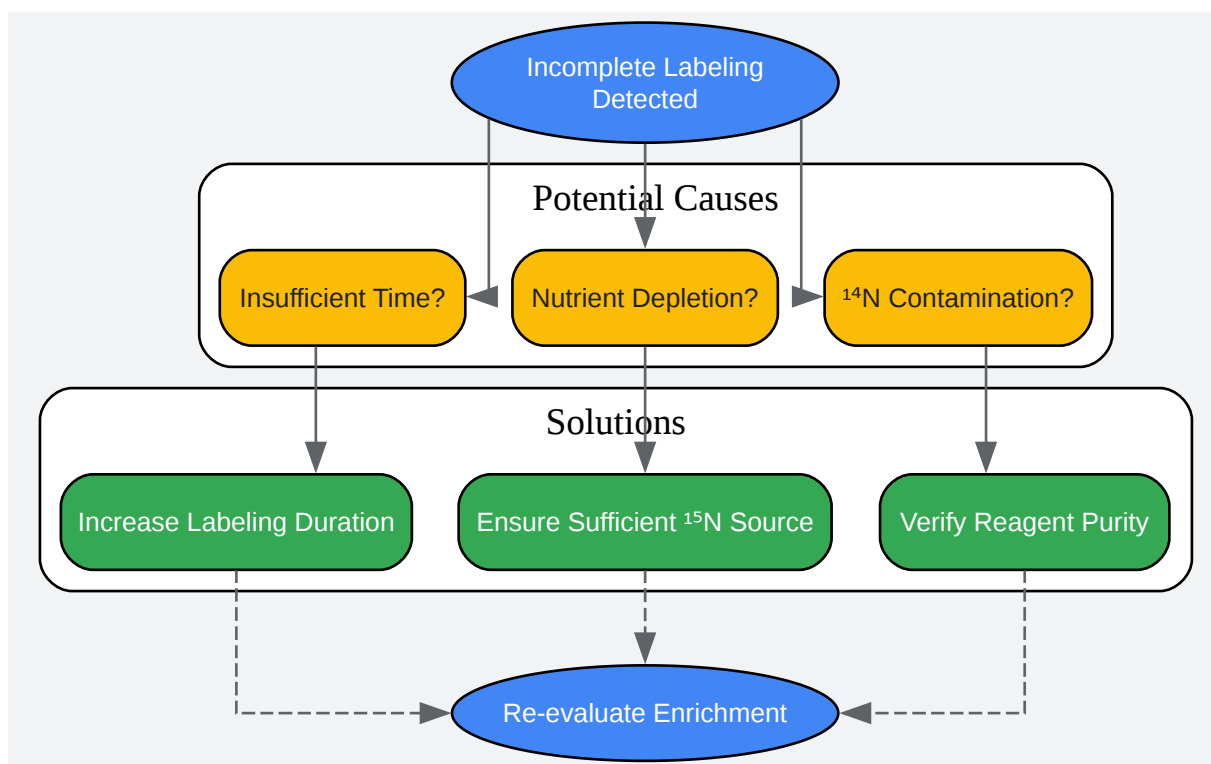 Incomplete Labeling
Detected
Potential Causes
Insufficient Time?
Nutrient Depletion?
¹⁴N Contamination?
Solutions
Increase Labeling Duration
Ensure Sufficient ¹⁵N Source
Verify Reagent Purity
Re-evaluate Enrichment